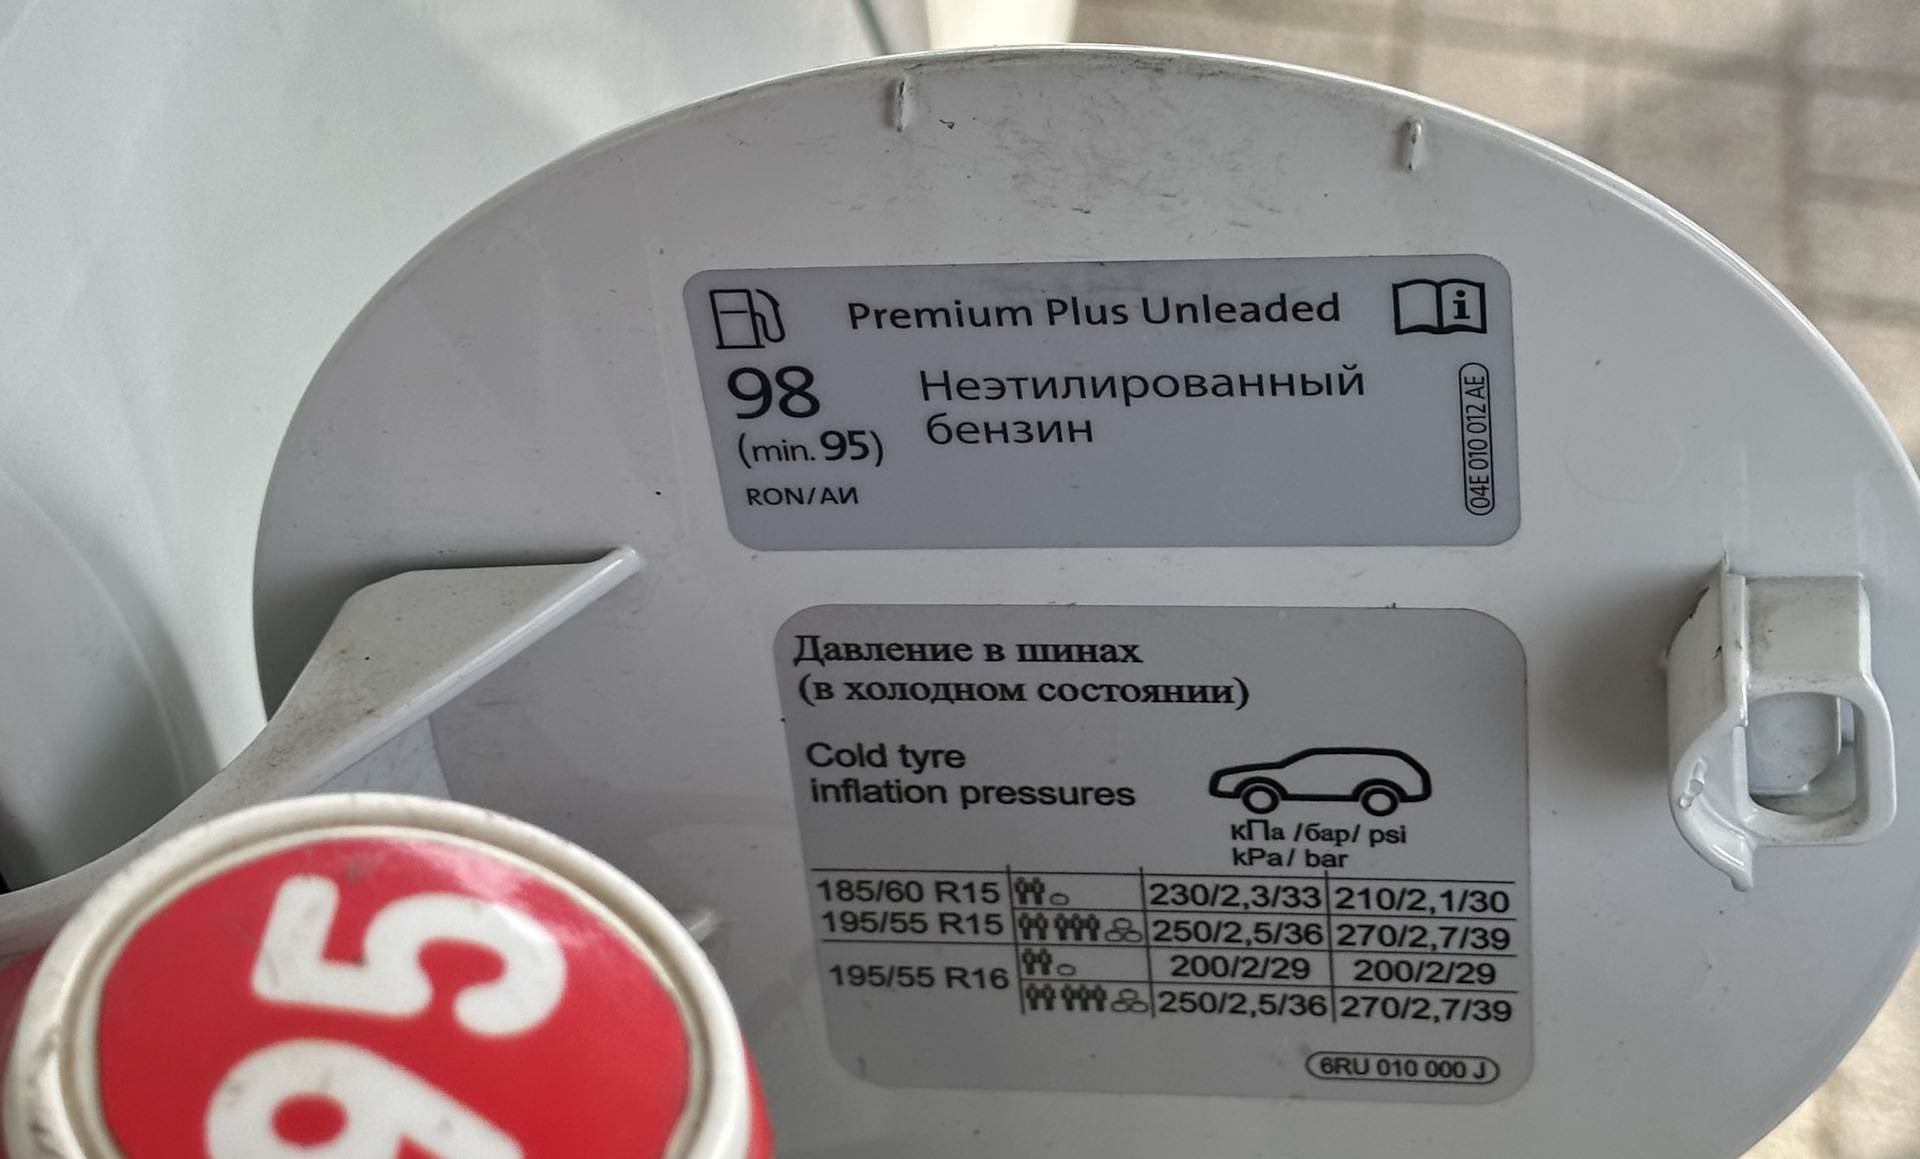 Premium Plus Unleaded
98
(min. 95)
RON/АИ
Неэтилированный
бензин
04E 010 012 AE
Давление в шинах
(в холодном состоянии)
Cold tyre
inflation pressures
кПа /бар/ psi
kPa/ bar
185/60 R15 230/2,3/33 210/2,1/30
195/55 R15 250/2,5/36 270/2,7/39
195/55 R16 200/2/29 200/2/29
250/2,5/36 270/2,7/39
6RU 010 000 J
95